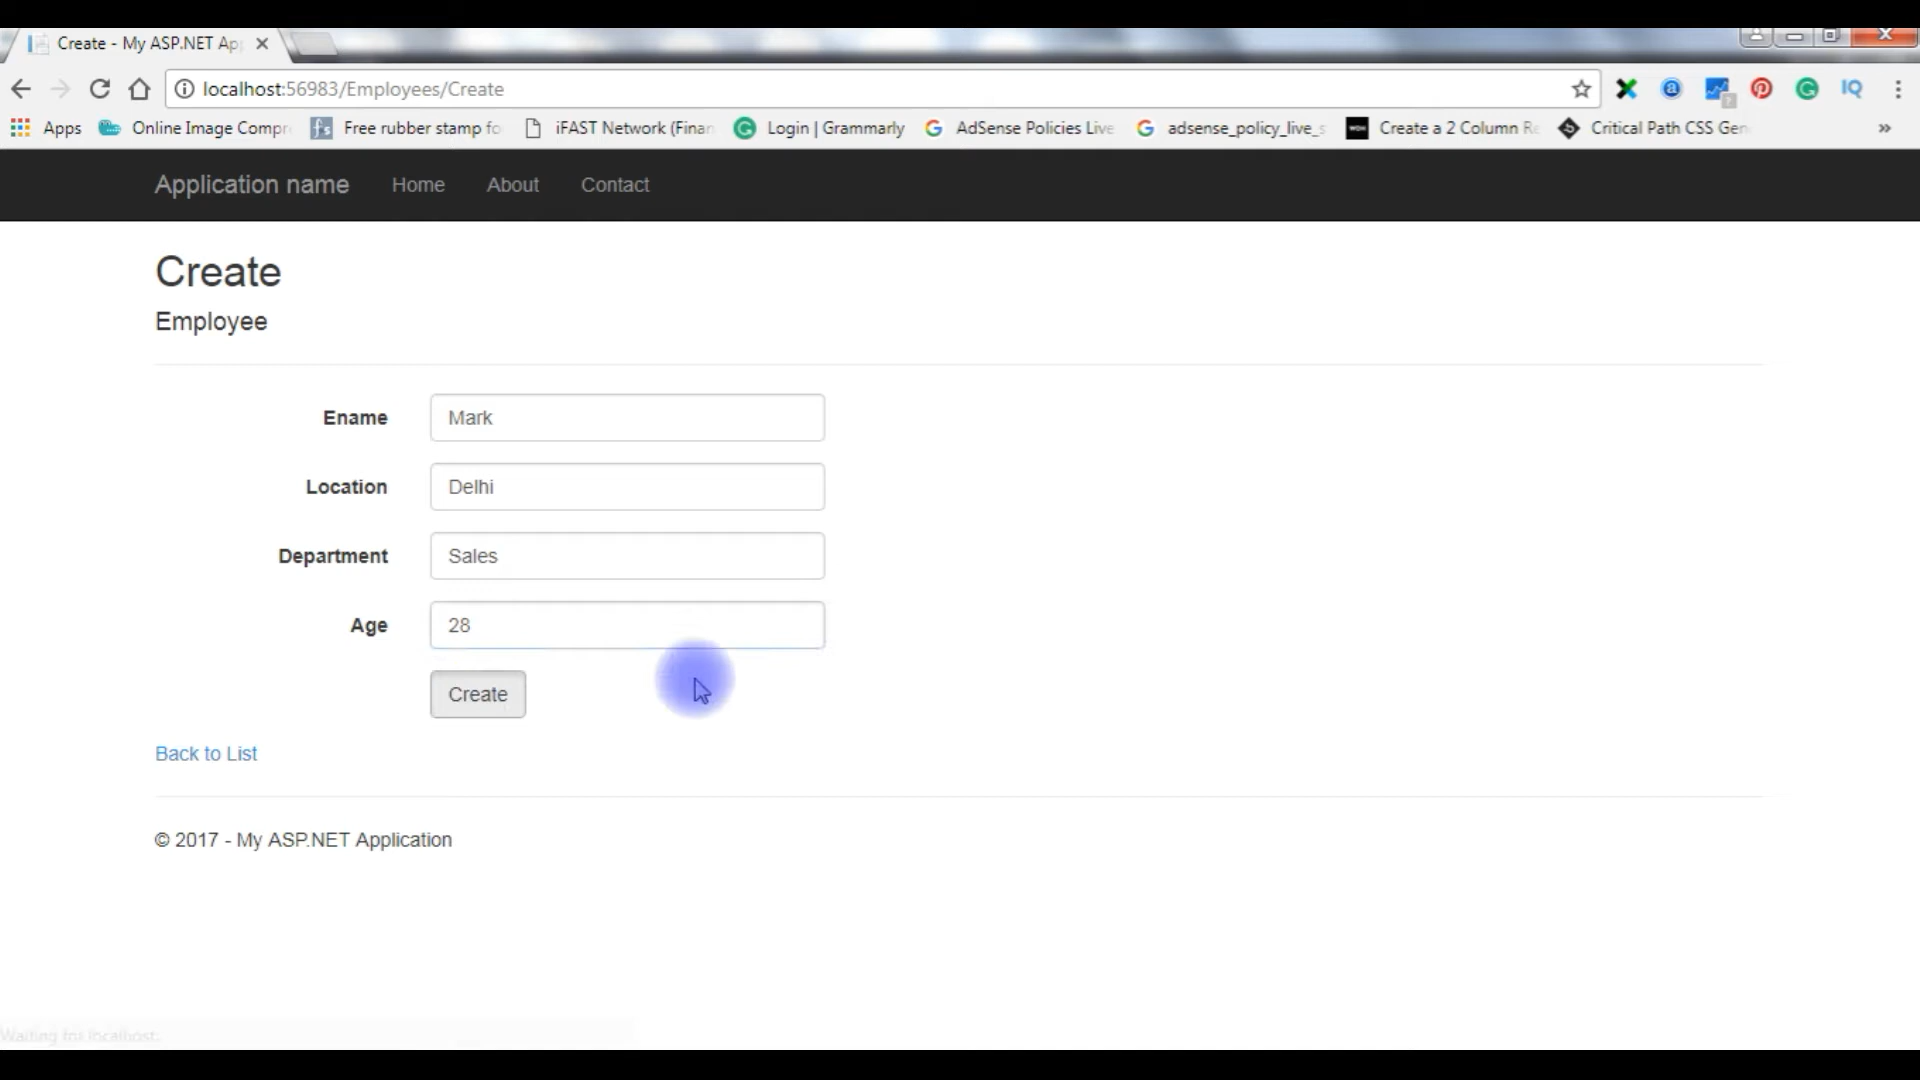 Create - My ASP.NET Ap
localhost:56983/Employees/Create
IQ
Apps
Online Image Compr
Free rubber stamp fo
iFAST Network (Finan
Login | Grammarly
AdSense Policies Live
adsense_policy_live_s
Create a 2 Column Re
Critical Path CSS Gen
»
Application name
Home
About
Contact
Create
Employee
Ename
Mark
Location
Delhi
Department
Sales
Age
28
Create
Back to List
© 2017 - My ASP.NET Application
Waiting for localhost...